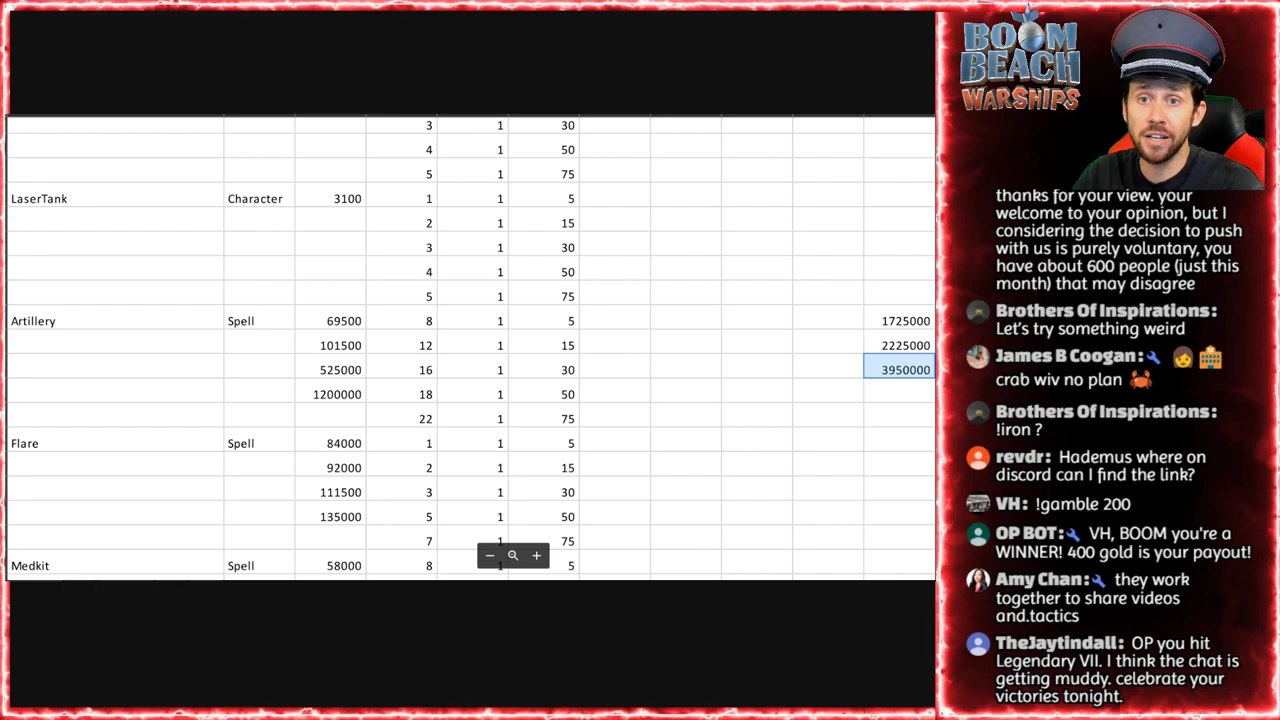 3 1 30
4 1 50
5 1 75
LaserTank Character 3100 1 1 5
2 1 15
3 1 30
4 1 50
5 1 75
Artillery Spell 69500 8 1 5 1725000
101500 12 1 15 2225000
525000 16 1 30 3950000
1200000 18 1 50
22 1 75
Flare Spell 84000 1 1 5
92000 2 1 15
111500 3 1 30
135000 5 1 50
7 1 75
Medkit Spell 58000 8 1 5
BOOM
BEACH
WARSHIPS
thanks for your view. your
welcome to your opinion, but I
considering the decision to push
with us is purely voluntary, you
have about 600 people (just this
month) that may disagree
Brothers Of Inspirations:
Let's try something weird
James B Coogan:
crab wiv no plan
Brothers Of Inspirations:
!iron ?
revdr: Hademus where on
discord can I find the link?
VH: !gamble 200
OP BOT: VH, BOOM you're a
WINNER! 400 gold is your payout!
Amy Chan: they work
together to share videos
and.tactics
TheJaytindall: OP you hit
Legendary VII. I think the chat is
getting muddy. celebrate your
victories tonight.